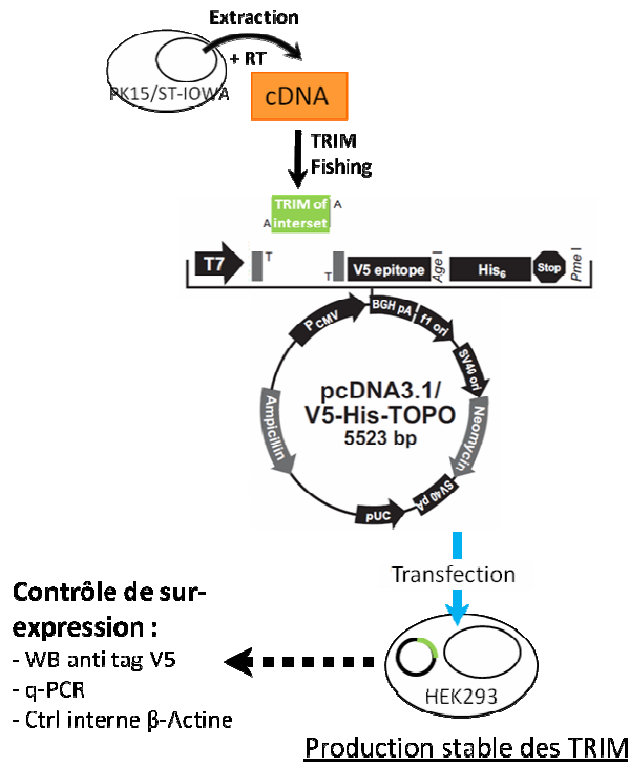 Extraction
+ RT
PK15/ST-IOWA
cDNA
TRIM
Fishing
TRIM of
interset
A
A
T7
T
T
V5 epitope
Age I
His6
Stop
Pme I
PCMV
BGH pA
f1 ori
SV40 ori
Neomycin
SV40 pA
pUC
Ampicillin
pcDNA3.1/
V5-His-TOPO
5523 bp
Transfection
HEK293
Contrôle de sur-
expression :
- WB anti tag V5
- q-PCR
- Ctrl interne β-Actine
Production stable des TRIM